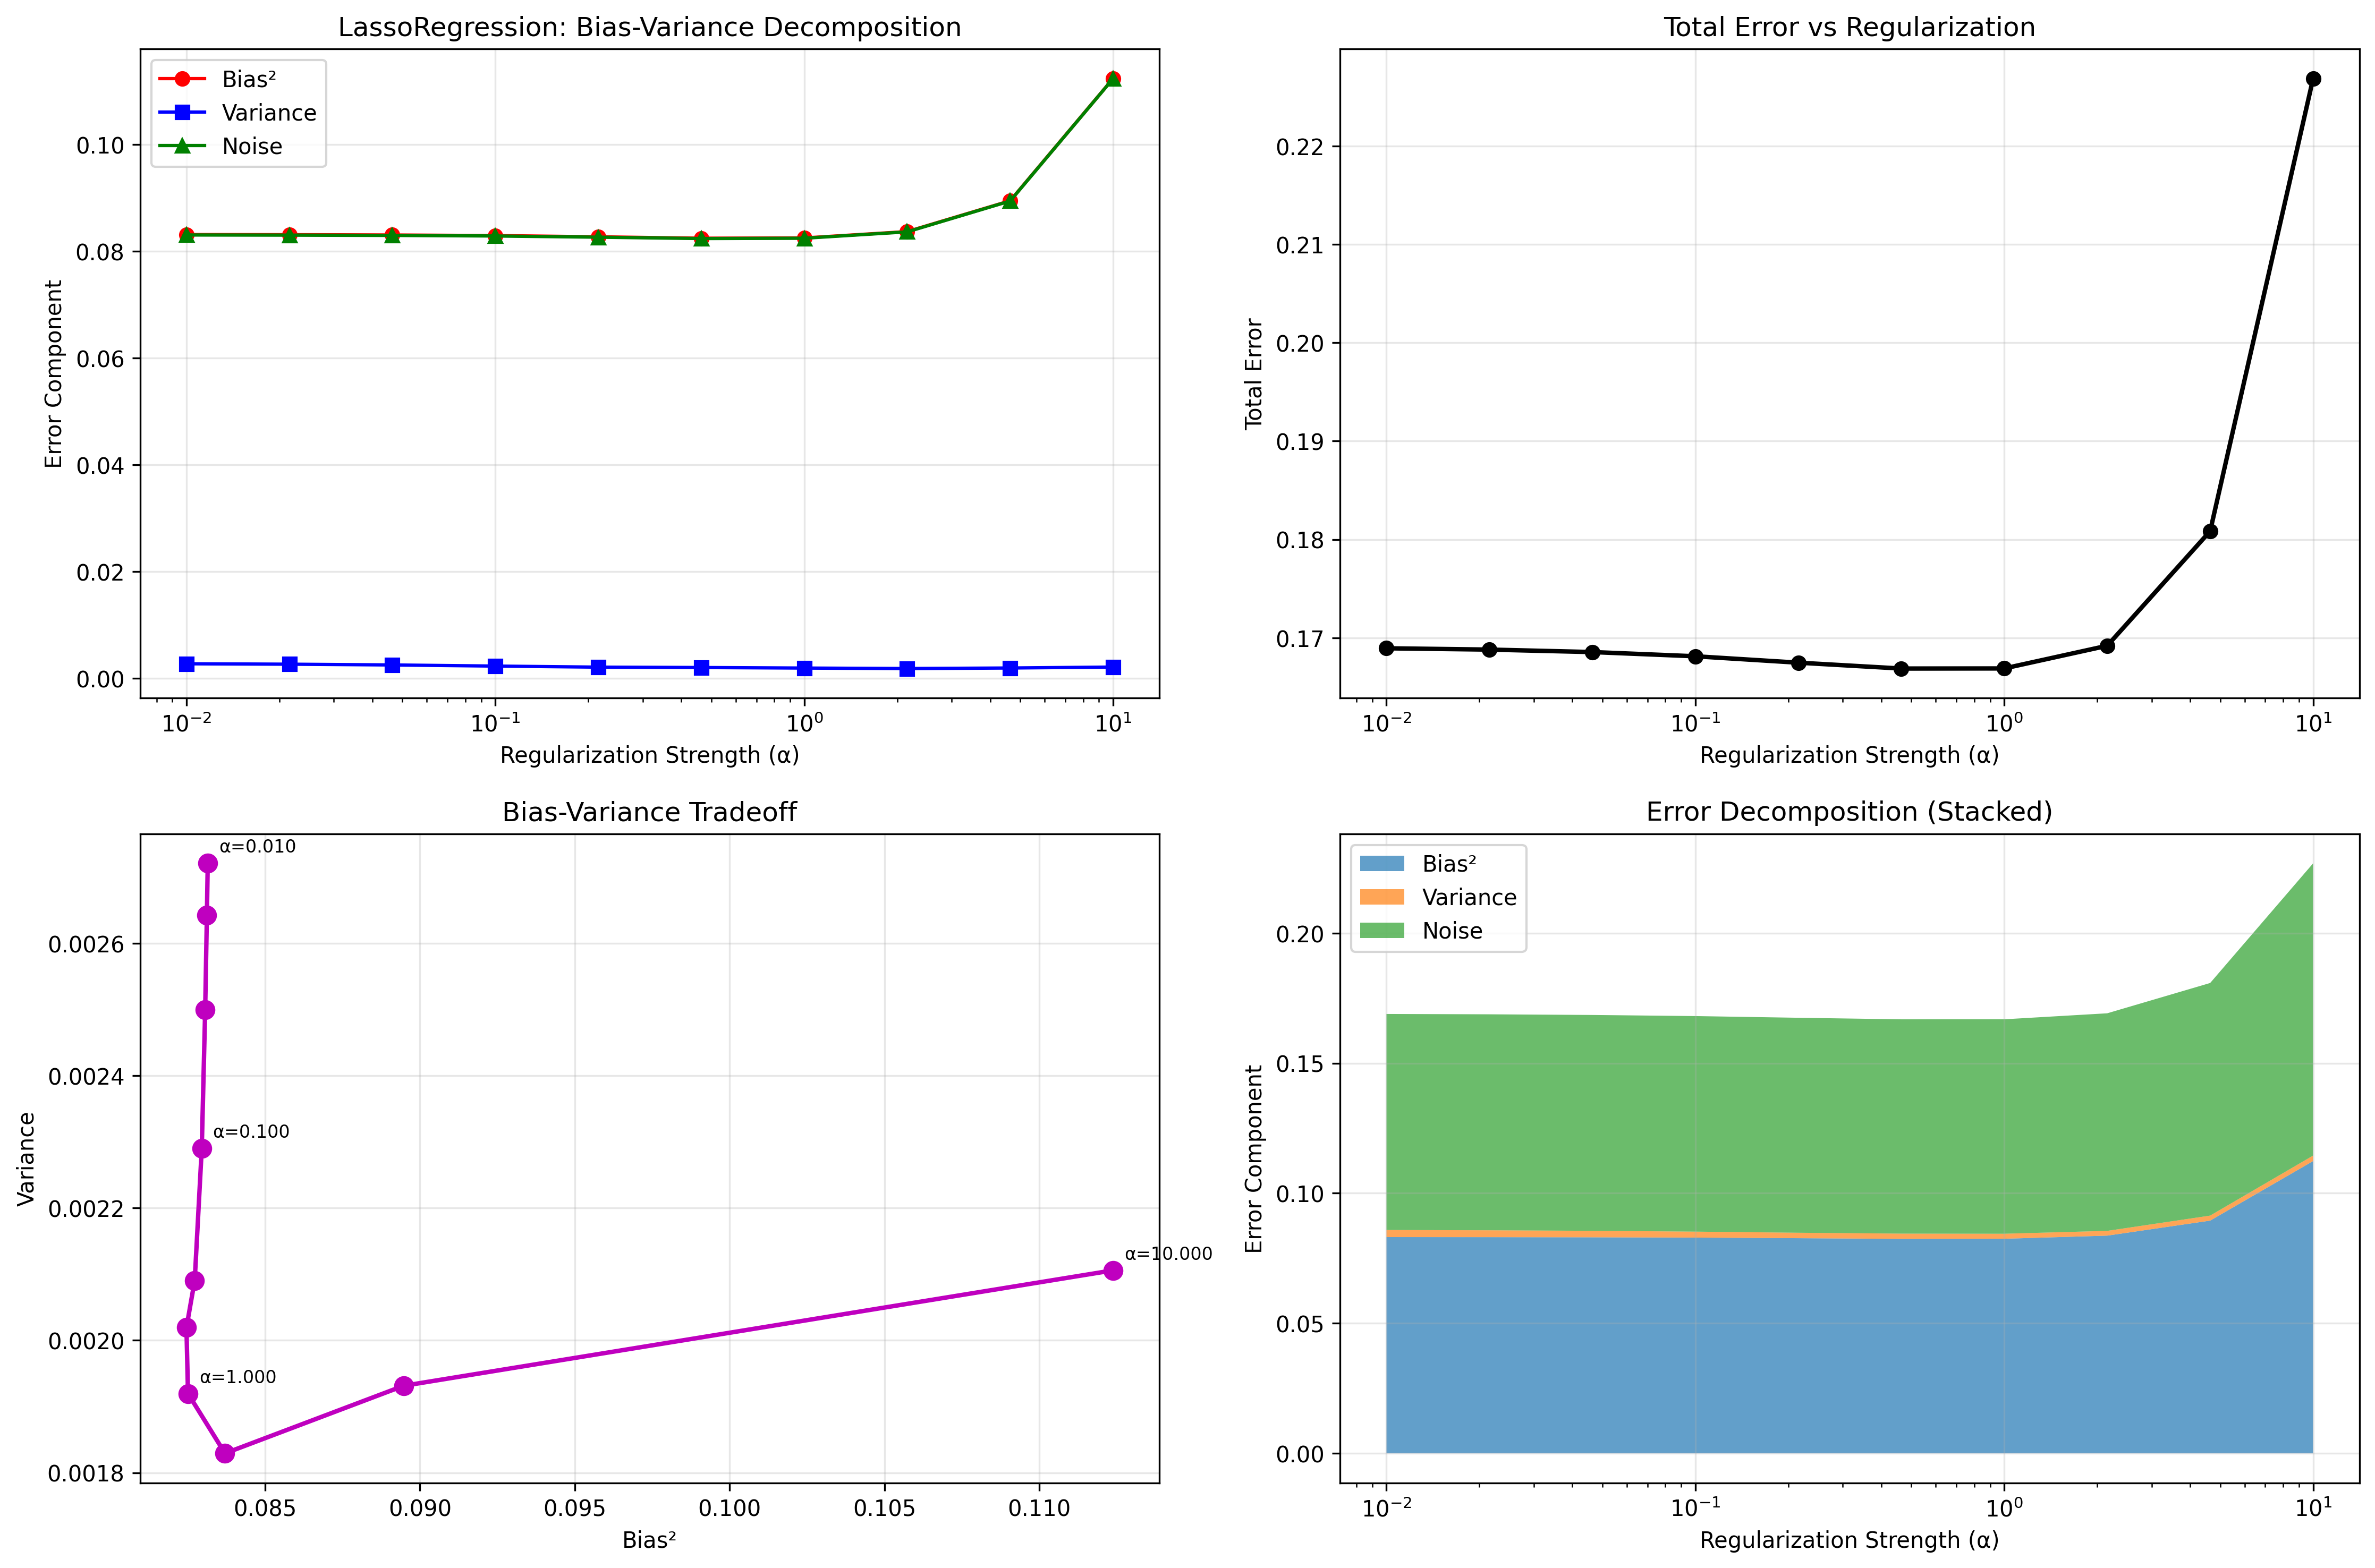 LassoRegression: Bias-Variance Decomposition
Bias²
Variance
Noise
0.10
0.08
0.06
0.04
0.02
0.00
Error Component
10⁻²
10⁻¹
10⁰
10¹
Regularization Strength (α)
Total Error vs Regularization
0.22
0.21
0.20
0.19
0.18
0.17
Total Error
10⁻²
10⁻¹
10⁰
10¹
Regularization Strength (α)
Bias-Variance Tradeoff
α=0.010
α=0.100
α=1.000
α=10.000
0.0026
0.0024
0.0022
0.0020
0.0018
Variance
0.085
0.090
0.095
0.100
0.105
0.110
Bias²
Error Decomposition (Stacked)
Bias²
Variance
Noise
0.20
0.15
0.10
0.05
0.00
Error Component
10⁻²
10⁻¹
10⁰
10¹
Regularization Strength (α)